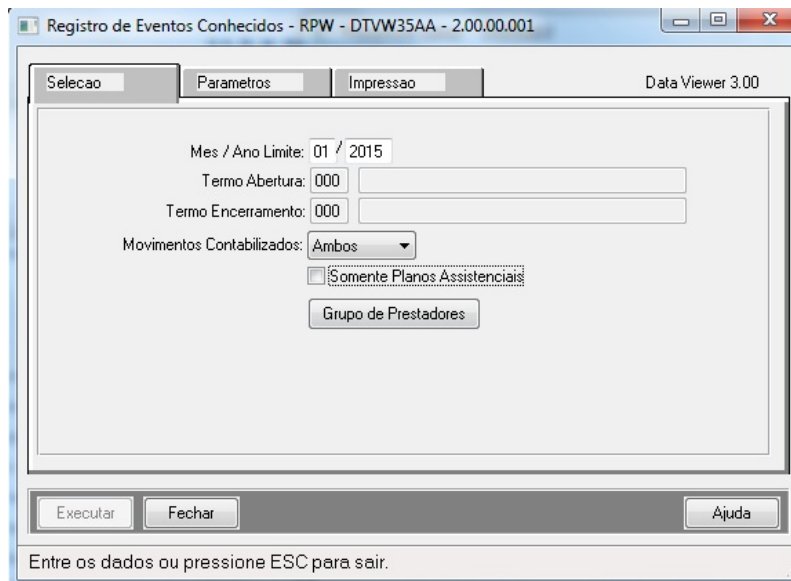 Registro de Eventos Conhecidos - RPW - DTVW35AA - 2.00.00.001
Selecao Parametros Impressao Data Viewer 3.00
Mes / Ano Limite: 01 / 2015
Termo Abertura: 000
Termo Encerramento: 000
Movimentos Contabilizados: Ambos
Somente Planos Assistenciais
Grupo de Prestadores
Executar Fechar Ajuda
Entre os dados ou pressione ESC para sair.